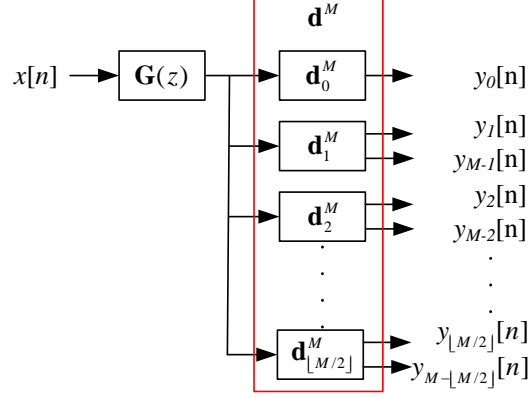 𝐝^M
x[n] 𝐆(z) 𝐝_0^M y_0[n]
y_1[n]
𝐝_1^M
y_{M-1}[n]
y_2[n]
𝐝_2^M
y_{M-2}[n]
y_{⌊M/2⌋}[n]
𝐝_{⌊M/2⌋}^M
y_{M−⌊M/2⌋}[n]